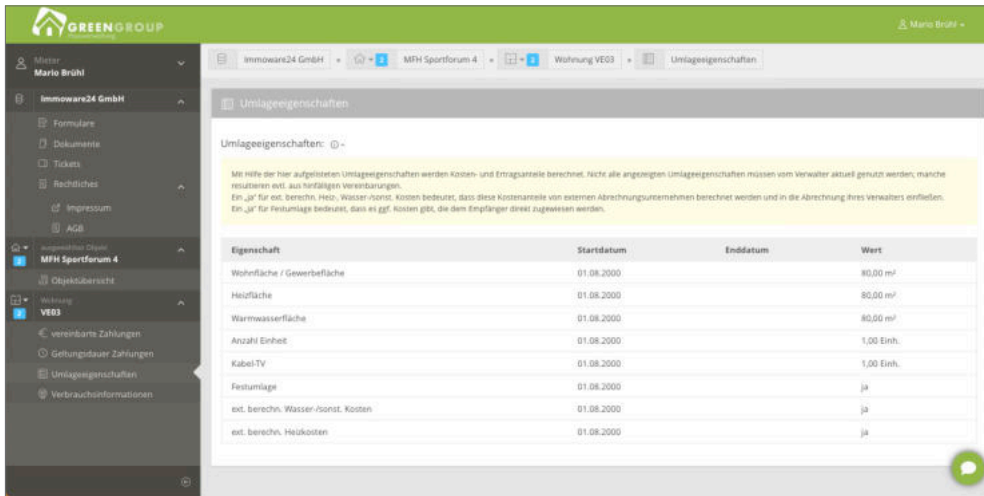 GREENGROUP
Mario Brühl
Mieter
Mario Brühl
Immoware24 GmbH
Formulare
Dokumente
Tickets
Rechtliches
Impressum
AGB
ausgewähltes Objekt
2
MFH Sportforum 4
Objektübersicht
Wohnung
2
VE03
vereinbarte Zahlungen
Geltungsdauer Zahlungen
Umlageeigenschaften
Verbrauchsinformationen
Immoware24 GmbH » 2 MFH Sportforum 4 » 2 Wohnung VE03 » Umlageeigenschaften
Umlageeigenschaften
Umlageeigenschaften:
Mit Hilfe der hier aufgelisteten Umlageeigenschaften werden Kosten- und Ertragsanteile berechnet. Nicht alle angezeigten Umlageeigenschaften müssen vom Verwalter aktuell genutzt werden; manche
resultieren evtl. aus hinfälligen Vereinbarungen.
Ein „ja" für ext. berechn. Heiz-, Wasser-/sonst. Kosten bedeutet, dass diese Kostenanteile von externen Abrechnungsunternehmen berechnet werden und in die Abrechnung Ihres Verwalters einfließen.
Ein „ja" für Festumlage bedeutet, dass es ggf. Kosten gibt, die dem Empfänger direkt zugewiesen werden.
Eigenschaft Startdatum Enddatum Wert
Wohnfläche / Gewerbefläche 01.08.2000 80,00 m²
Heizfläche 01.08.2000 80,00 m²
Warmwasserfläche 01.08.2000 80,00 m²
Anzahl Einheit 01.08.2000 1,00 Einh.
Kabel-TV 01.08.2000 1,00 Einh.
Festumlage 01.08.2000 ja
ext. berechn. Wasser-/sonst. Kosten 01.08.2000 ja
ext. berechn. Heizkosten 01.08.2000 ja